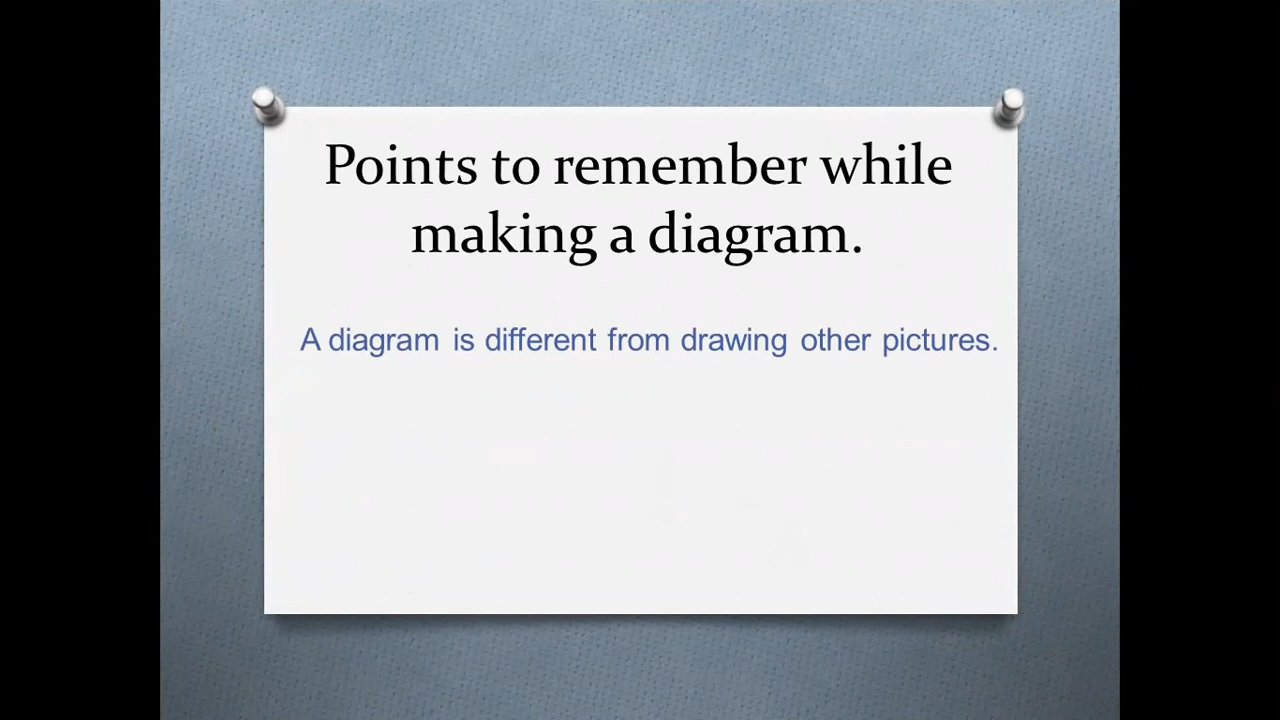 Points to remember while
making a diagram.
A diagram is different from drawing other pictures.